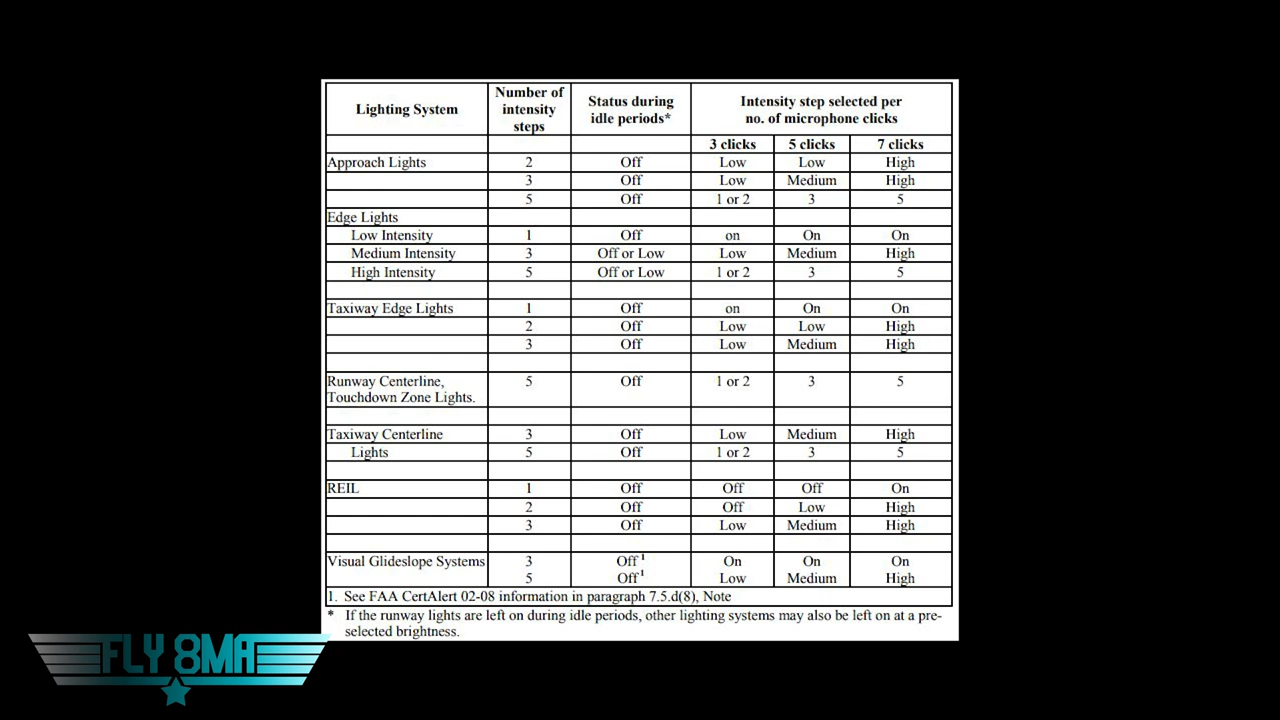 Lighting System Number of intensity steps Status during idle periods* Intensity step selected per no. of microphone clicks
3 clicks 5 clicks 7 clicks
Approach Lights 2 Off Low Low High
3 Off Low Medium High
5 Off 1 or 2 3 5
Edge Lights
Low Intensity 1 Off on On On
Medium Intensity 3 Off or Low Low Medium High
High Intensity 5 Off or Low 1 or 2 3 5
Taxiway Edge Lights 1 Off on On On
2 Off Low Low High
3 Off Low Medium High
Runway Centerline, 5 Off 1 or 2 3 5
Touchdown Zone Lights.
Taxiway Centerline 3 Off Low Medium High
Lights 5 Off 1 or 2 3 5
REIL 1 Off Off Off On
2 Off Off Low High
3 Off Low Medium High
Visual Glideslope Systems 3 Off¹ On On On
5 Off¹ Low Medium High
1. See FAA CertAlert 02-08 information in paragraph 7.5.d(8), Note
* If the runway lights are left on during idle periods, other lighting systems may also be left on at a pre-
selected brightness.
FLY 8MA